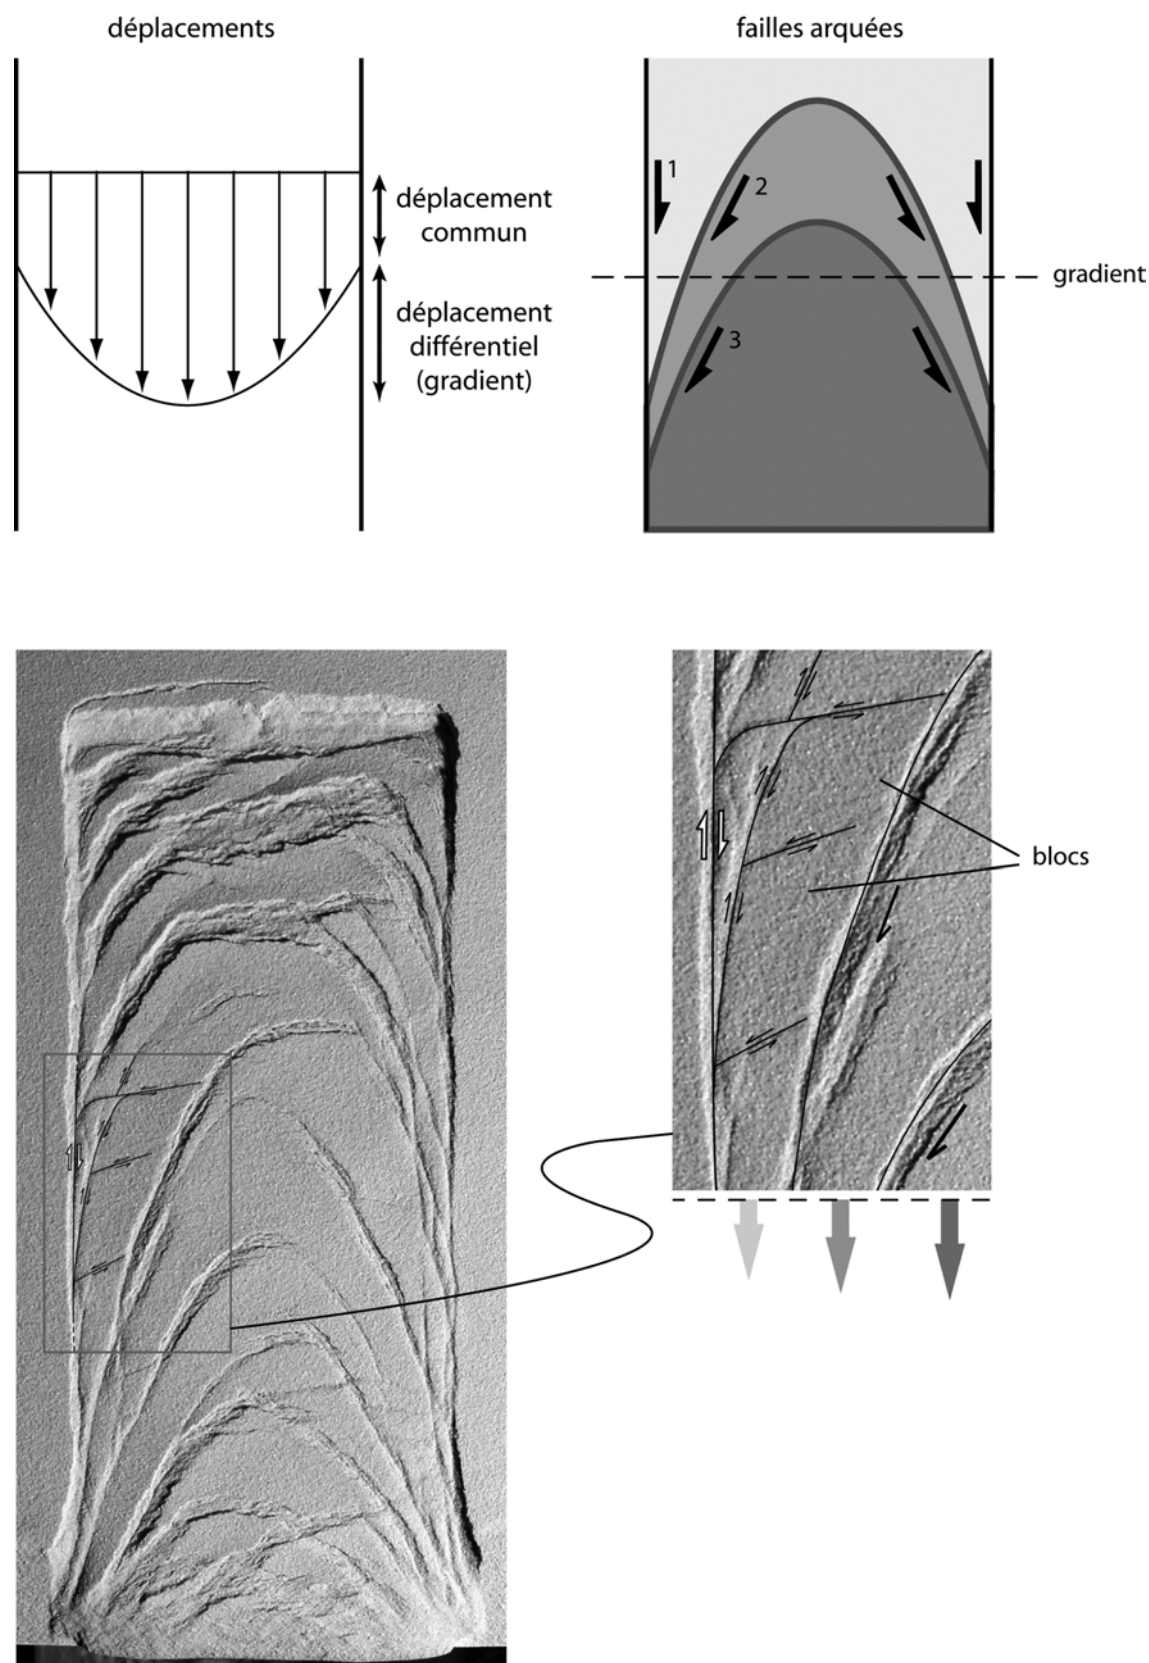 déplacements
déplacement
commun
déplacement
différentiel
(gradient)
failles arquées
1
2
3
gradient
blocs